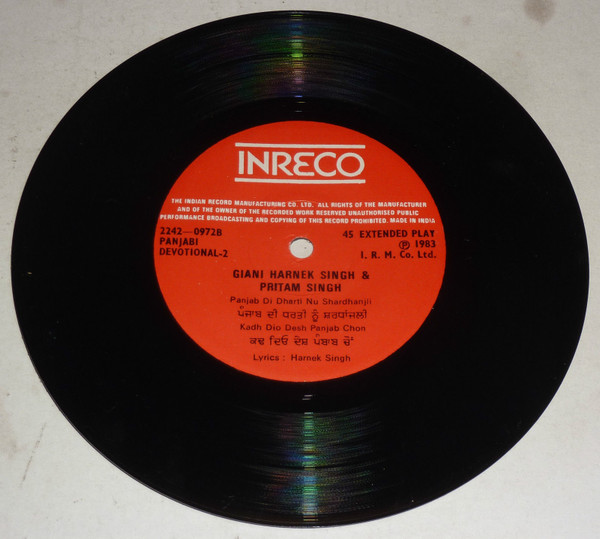 INRECO
THE INDIAN RECORD MANUFACTURING CO. LTD. ALL RIGHTS OF THE MANUFACTURER
AND OF THE OWNER OF THE RECORDED WORK RESERVED UNAUTHORISED PUBLIC
PERFORMANCE BROADCASTING AND COPYING OF THIS RECORD PROHIBITED. MADE IN INDIA
2242—0972B
PANJABI
DEVOTIONAL-2
45 EXTENDED PLAY
Ⓟ 1983
I. R. M. Co. Ltd.
GIANI HARNEK SINGH &
PRITAM SINGH
Panjab Di Dharti Nu Shardhanjli
ਪੰਜਾਬ ਦੀ ਧਰਤੀ ਨੂੰ ਸ਼ਰਧਾਂਜਲੀ
Kadh Dio Desh Panjab Chon
ਕਢ ਦਿਓ ਦੇਸ਼ ਪੰਬਾਬ ਚੋਂ
Lyrics : Harnek Singh